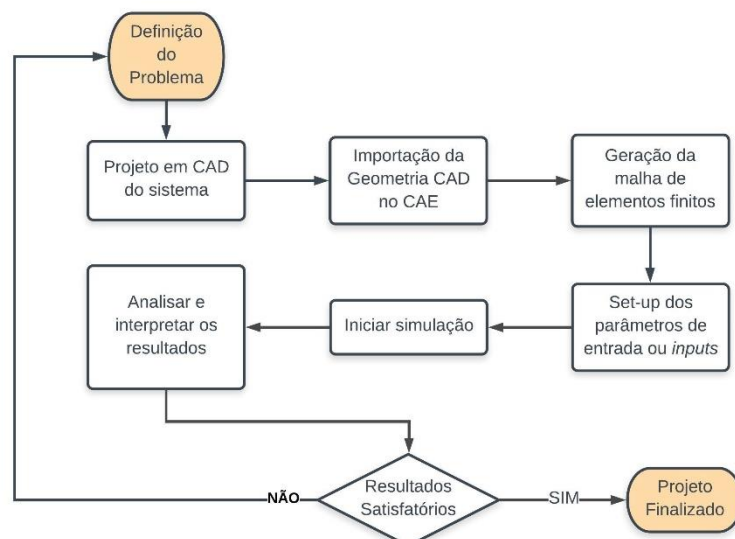 Definição
do
Problema
Projeto em CAD
do sistema
Importação da
Geometria CAD
no CAE
Geração da
malha de
elementos finitos
Set-up dos
parâmetros de
entrada ou inputs
Iniciar simulação
Analisar e
interpretar os
resultados
Resultados
Satisfatórios
NÃO
SIM
Projeto
Finalizado